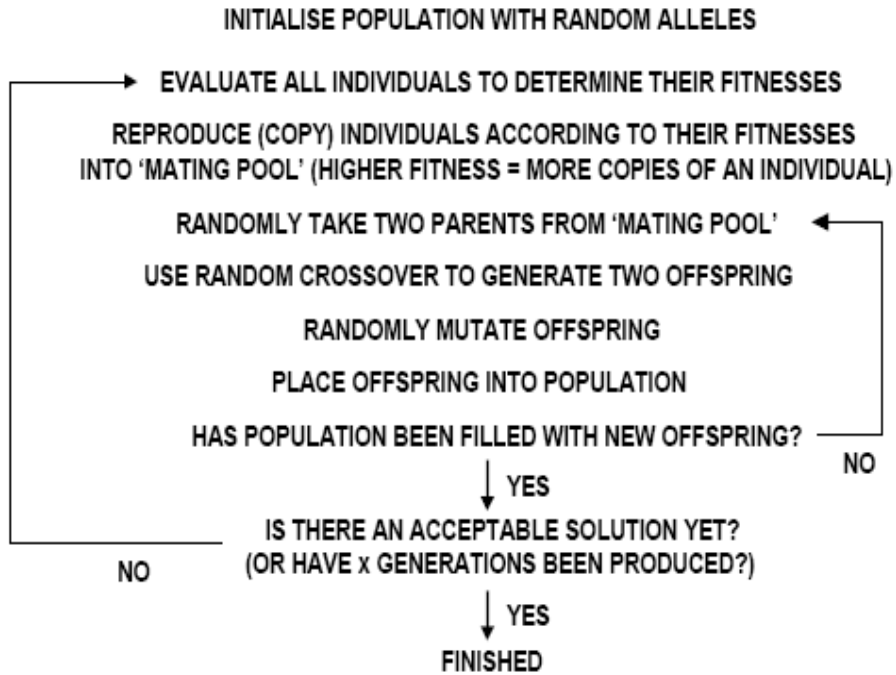 INITIALISE POPULATION WITH RANDOM ALLELES
EVALUATE ALL INDIVIDUALS TO DETERMINE THEIR FITNESSES
REPRODUCE (COPY) INDIVIDUALS ACCORDING TO THEIR FITNESSES
INTO ‘MATING POOL’ (HIGHER FITNESS = MORE COPIES OF AN INDIVIDUAL)
RANDOMLY TAKE TWO PARENTS FROM ‘MATING POOL’
USE RANDOM CROSSOVER TO GENERATE TWO OFFSPRING
RANDOMLY MUTATE OFFSPRING
PLACE OFFSPRING INTO POPULATION
HAS POPULATION BEEN FILLED WITH NEW OFFSPRING?
NO
YES
IS THERE AN ACCEPTABLE SOLUTION YET?
(OR HAVE x GENERATIONS BEEN PRODUCED?)
NO
YES
FINISHED